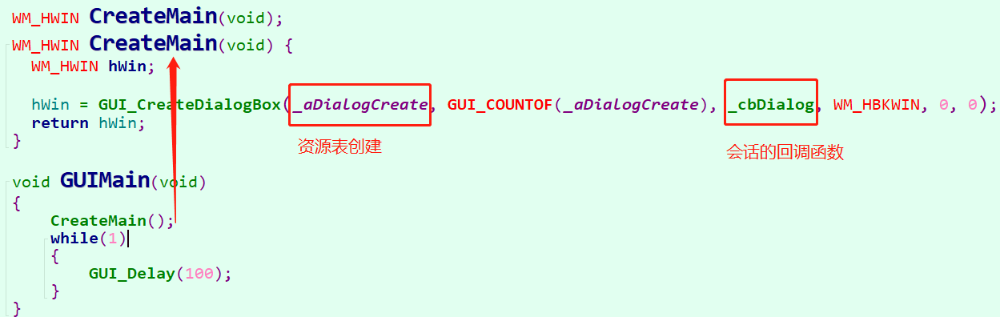 WM_HWIN CreateMain(void);
WM_HWIN CreateMain(void) {
WM_HWIN hWin;
hWin = GUI_CreateDialogBox(_aDialogCreate, GUI_COUNTOF(_aDialogCreate), _cbDialog, WM_HBKWIN, 0, 0);
return hWin;
}
资源表创建
会话的回调函数
void GUIMain(void)
{
CreateMain();
while(1)
{
GUI_Delay(100);
}
}